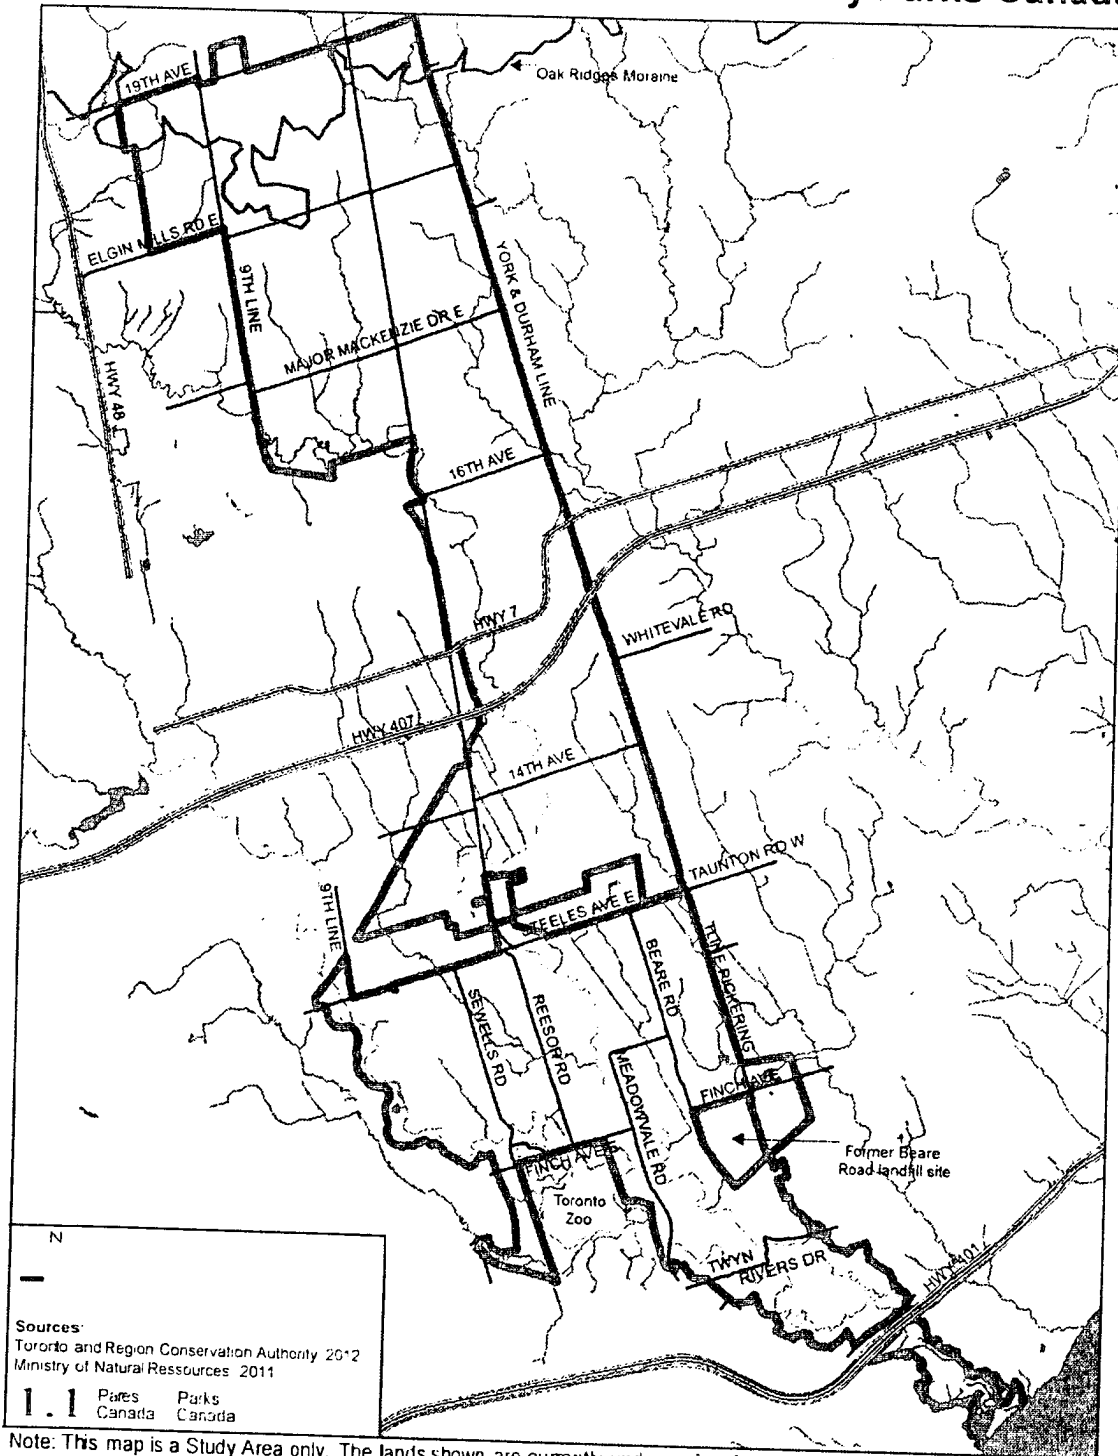 Parks Canada
Oak Ridges Moraine
19TH AVE
ELGIN MILLS RD E
9TH LINE
YORK & DURHAM LINE
MAJOR MACKENZIE DR E
HWY 48
16TH AVE
HWY 7
WHITEVALE RD
HWY 407
14TH AVE
TAUNTON RD W
9TH LINE
STEELES AVE E
BEARE RD
PICKERING
SEWELLS RD
REESOR RD
MEADOWVALE RD
FINCH AVE
Former Beare
Road landfill site
FINCH AVE
Toronto
Zoo
TWYN
RIVERS DR
HWY 401
N
Sources:
Toronto and Region Conservation Authority 2012
Ministry of Natural Ressources 2011
1.1 Parcs Parks
Canada Canada
Note: This map is a Study Area only. The lands shown are currently